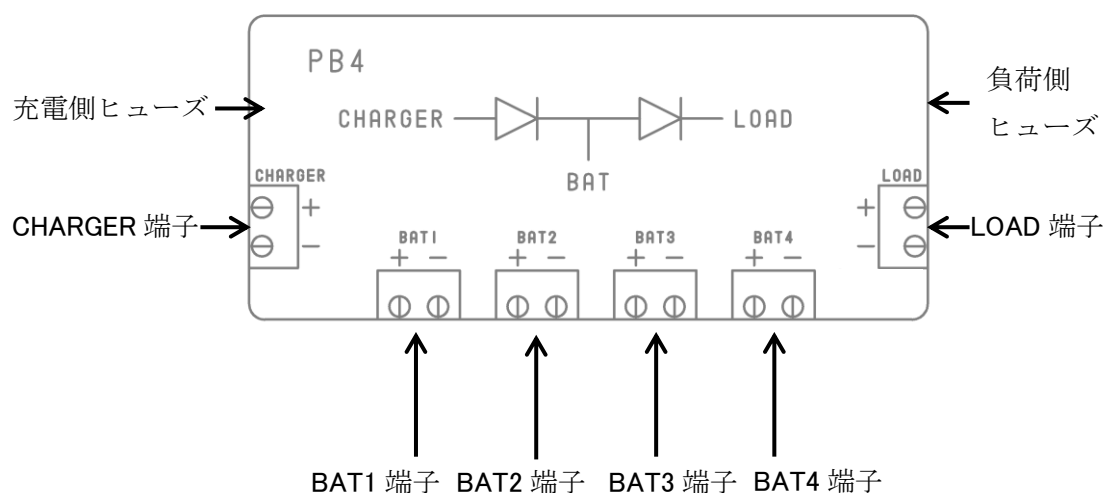 PB4
充電側ヒューズ
負荷側
ヒューズ
CHARGER
LOAD
BAT
CHARGER
+
−
CHARGER 端子
LOAD
+
−
LOAD 端子
BAT1
+ −
BAT2
+ −
BAT3
+ −
BAT4
+ −
BAT1 端子
BAT2 端子
BAT3 端子
BAT4 端子